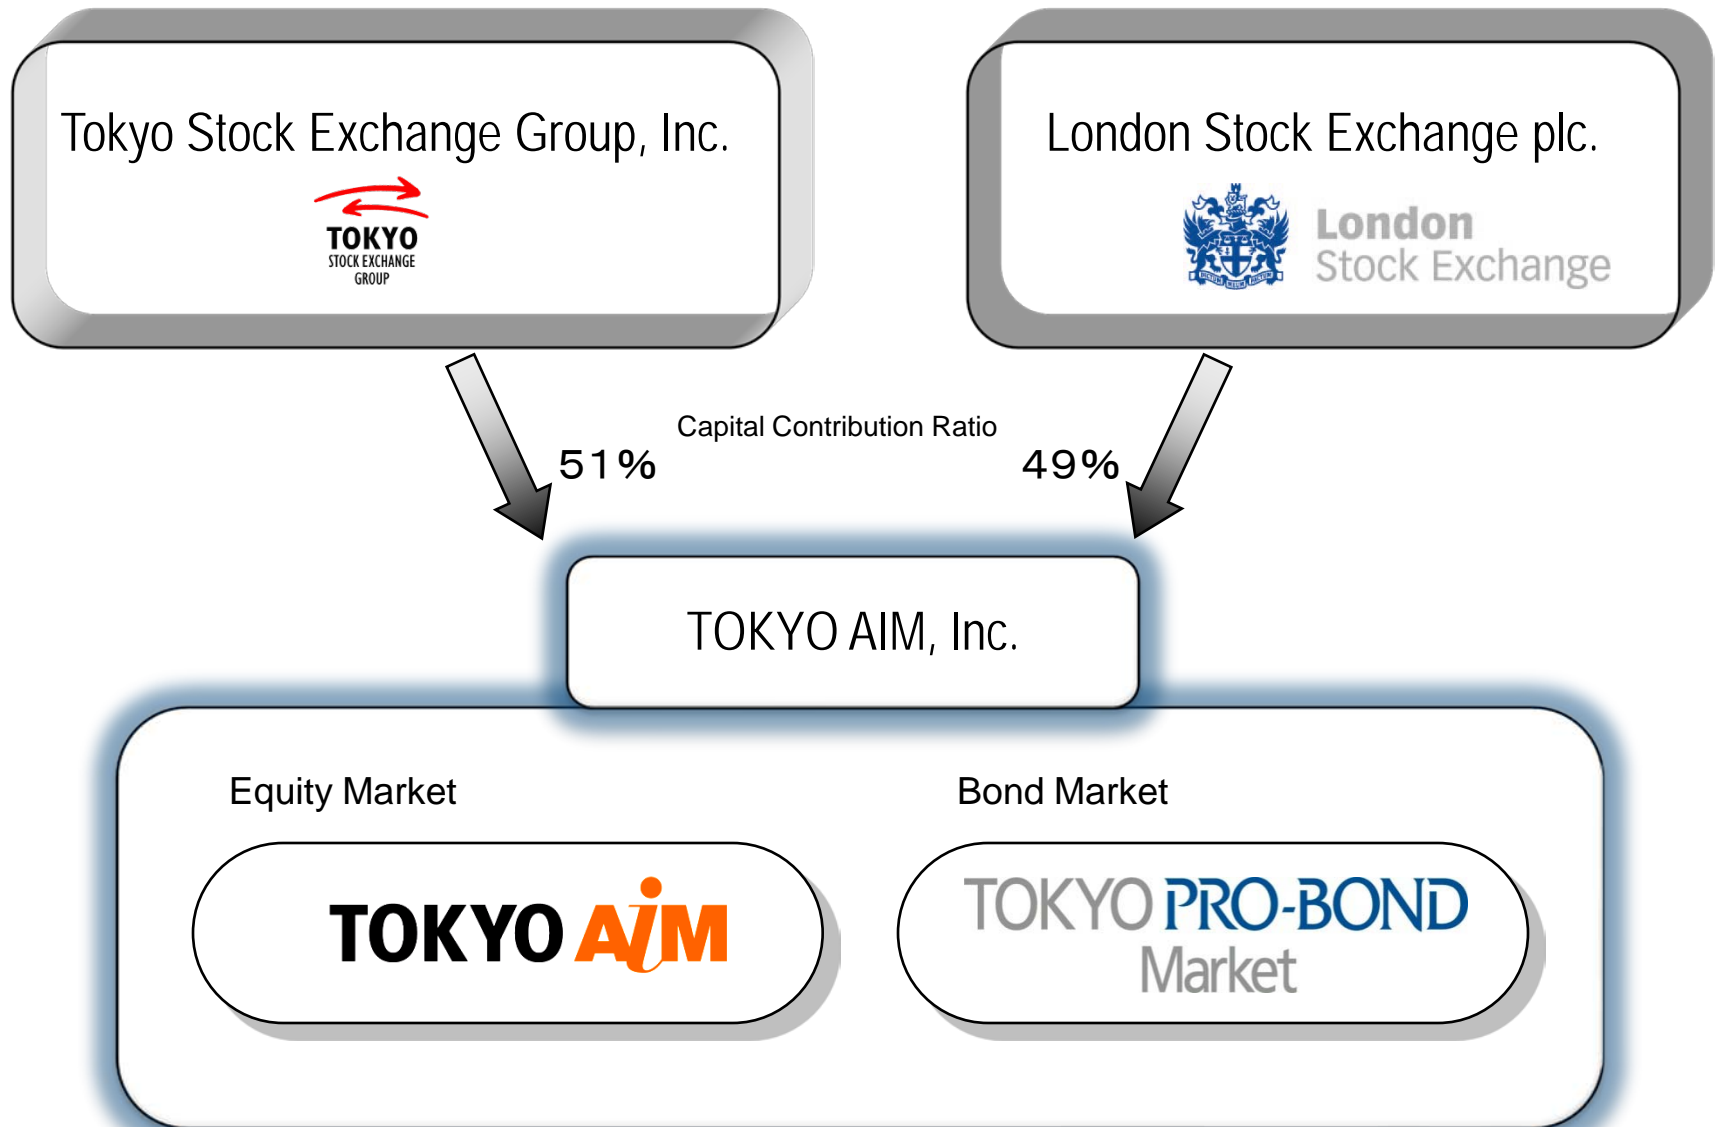 Tokyo Stock Exchange Group, Inc.
TOKYO
STOCK EXCHANGE
GROUP
London Stock Exchange plc.
London
Stock Exchange
Capital Contribution Ratio
51%
49%
TOKYO AIM, Inc.
Equity Market
Bond Market
TOKYO AiM
TOKYO PRO-BOND
Market